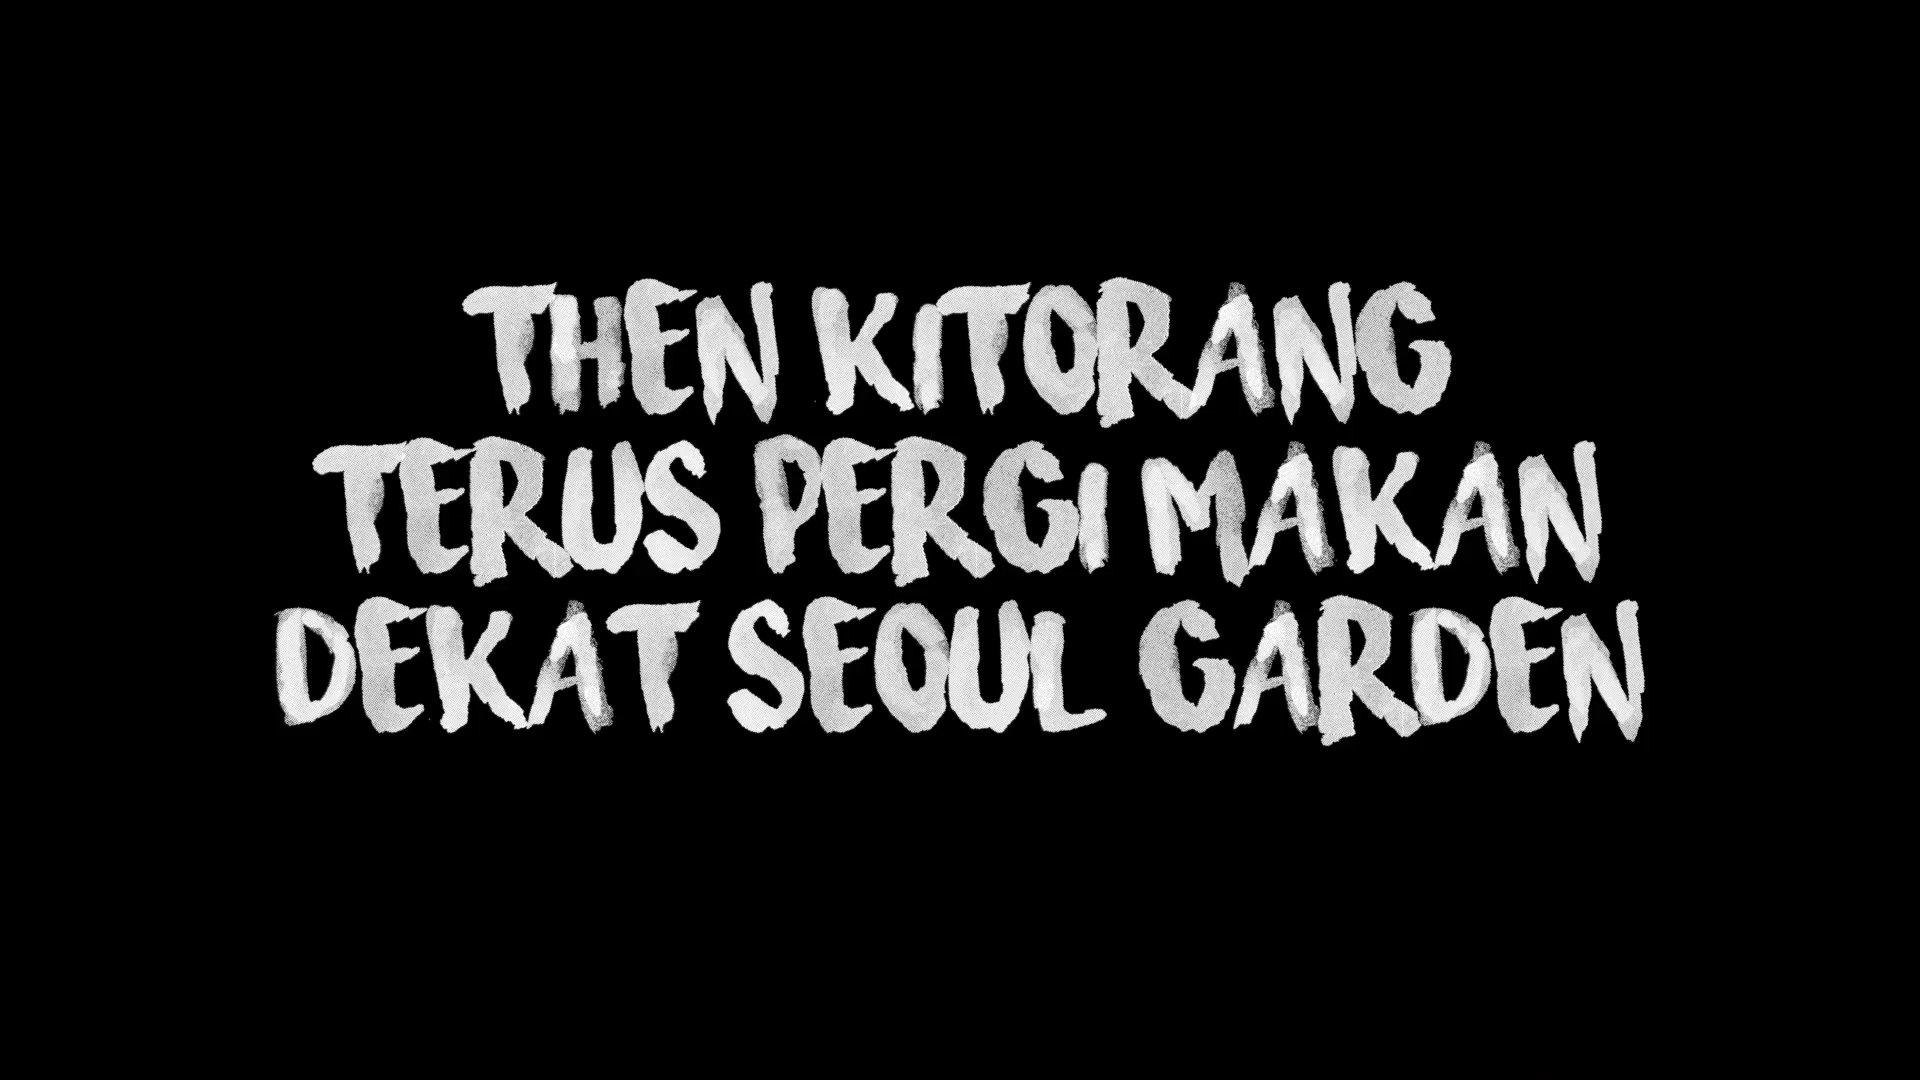 THEN KITORANG
TERUS PERGI MAKAN
DEKAT SEOUL GARDEN